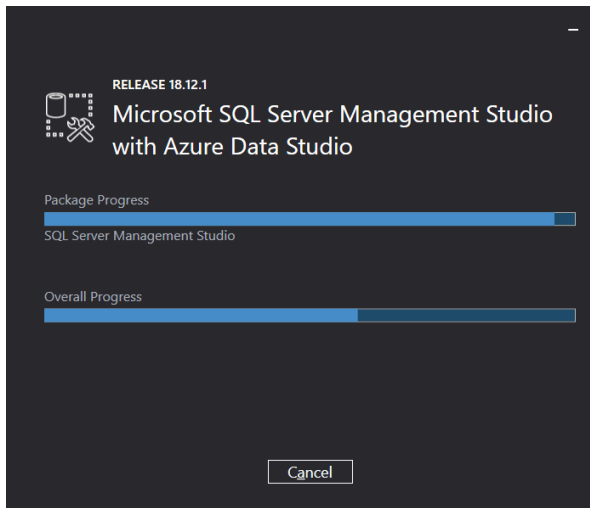 RELEASE 18.12.1
Microsoft SQL Server Management Studio
with Azure Data Studio
Package Progress
SQL Server Management Studio
Overall Progress
Cancel